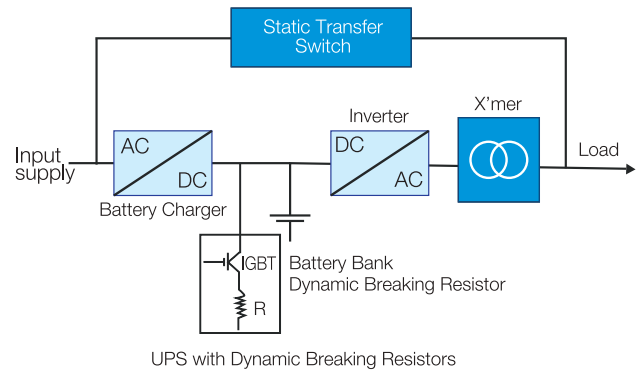 Static Transfer
Switch
Inverter
X'mer
Input
supply
AC
DC
DC
AC
Load
Battery Charger
IGBT
R
Battery Bank
Dynamic Breaking Resistor
UPS with Dynamic Breaking Resistors